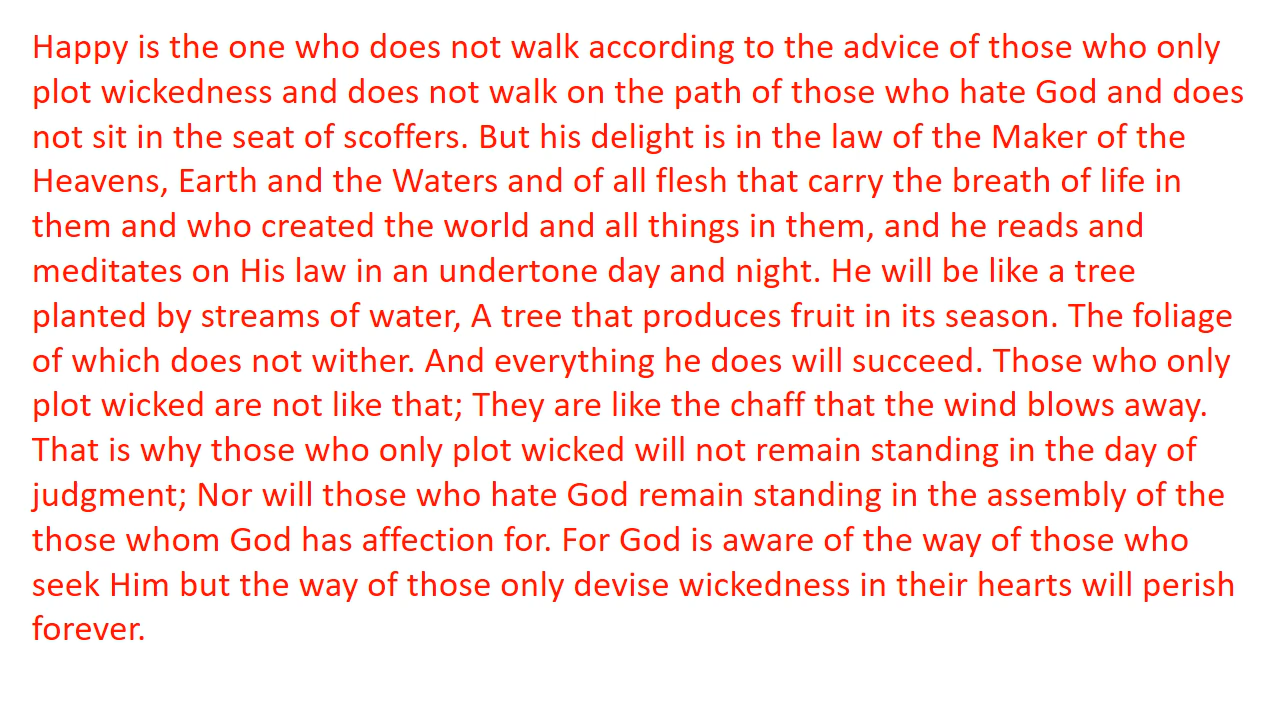 Happy is the one who does not walk according to the advice of those who only
plot wickedness and does not walk on the path of those who hate God and does
not sit in the seat of scoffers. But his delight is in the law of the Maker of the
Heavens, Earth and the Waters and of all flesh that carry the breath of life in
them and who created the world and all things in them, and he reads and
meditates on His law in an undertone day and night. He will be like a tree
planted by streams of water, A tree that produces fruit in its season. The foliage
of which does not wither. And everything he does will succeed. Those who only
plot wicked are not like that; They are like the chaff that the wind blows away.
That is why those who only plot wicked will not remain standing in the day of
judgment; Nor will those who hate God remain standing in the assembly of the
those whom God has affection for. For God is aware of the way of those who
seek Him but the way of those only devise wickedness in their hearts will perish
forever.